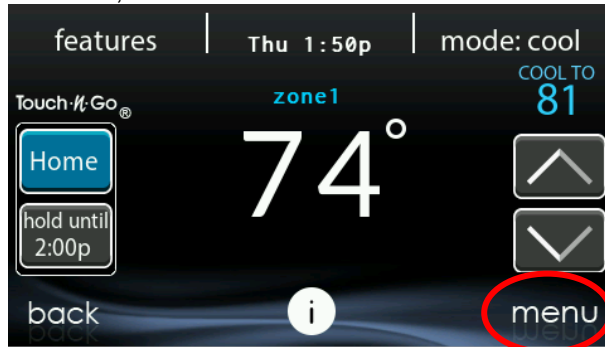 features
Thu 1:50p
mode: cool
COOL TO
81
Touch·N·Go®
zone1
74°
Home
hold until
2:00p
back
i
menu